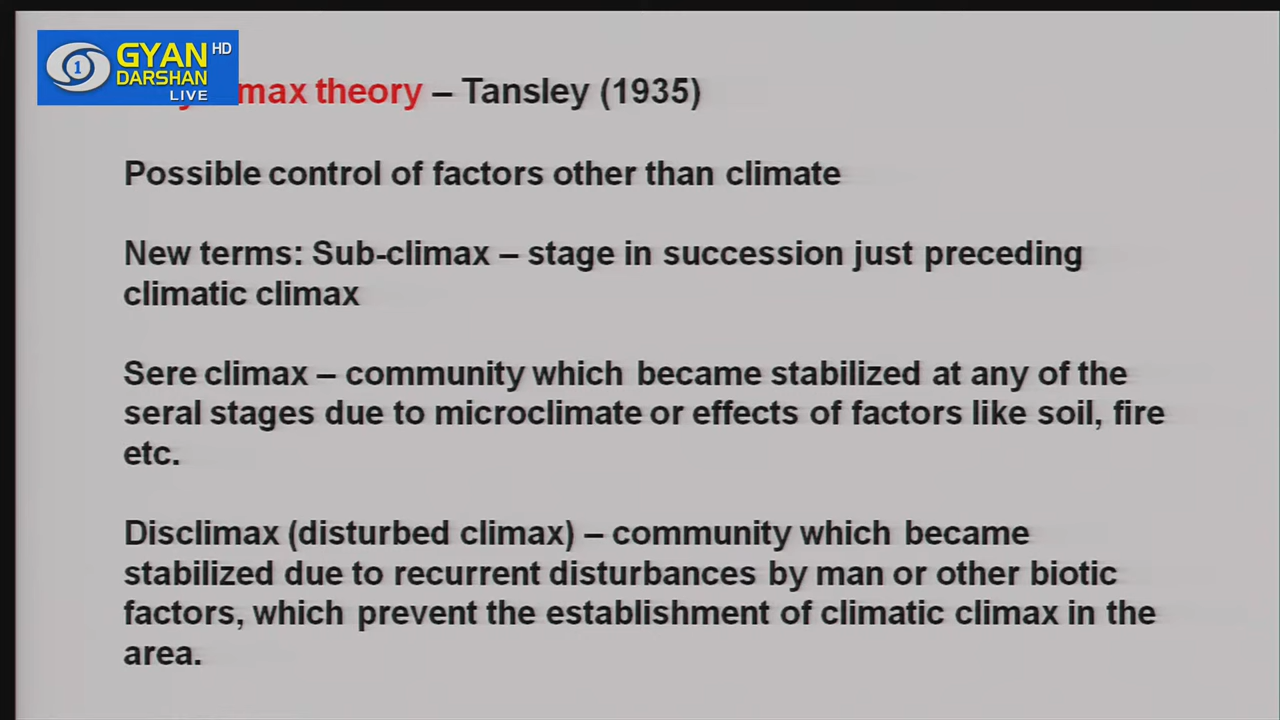 GYAN HD
DARSHAN
1
LIVE
max theory – Tansley (1935)
Possible control of factors other than climate
New terms: Sub-climax – stage in succession just preceding
climatic climax
Sere climax – community which became stabilized at any of the
seral stages due to microclimate or effects of factors like soil, fire
etc.
Disclimax (disturbed climax) – community which became
stabilized due to recurrent disturbances by man or other biotic
factors, which prevent the establishment of climatic climax in the
area.